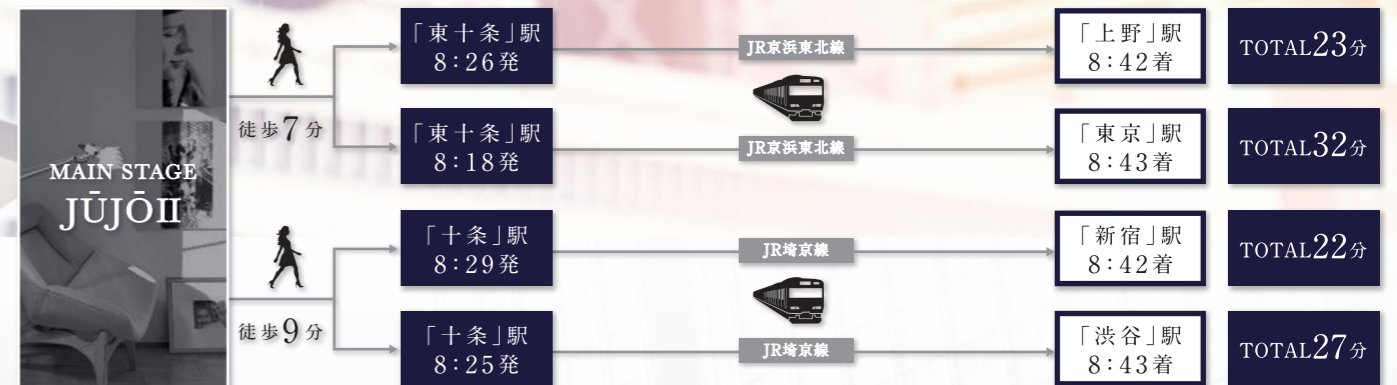 MAIN STAGE
JŪJŌII
徒歩7分
「東十条」駅
8:26発
JR京浜東北線
「上野」駅
8:42着
TOTAL23分
「東十条」駅
8:18発
JR京浜東北線
「東京」駅
8:43着
TOTAL32分
徒歩9分
「十条」駅
8:29発
JR埼京線
「新宿」駅
8:42着
TOTAL22分
「十条」駅
8:25発
JR埼京線
「渋谷」駅
8:43着
TOTAL27分